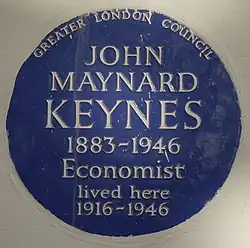 GREATER LONDON COUNCIL
JOHN
MAYNARD
KEYNES
1883-1946
Economist
lived here
1916-1946